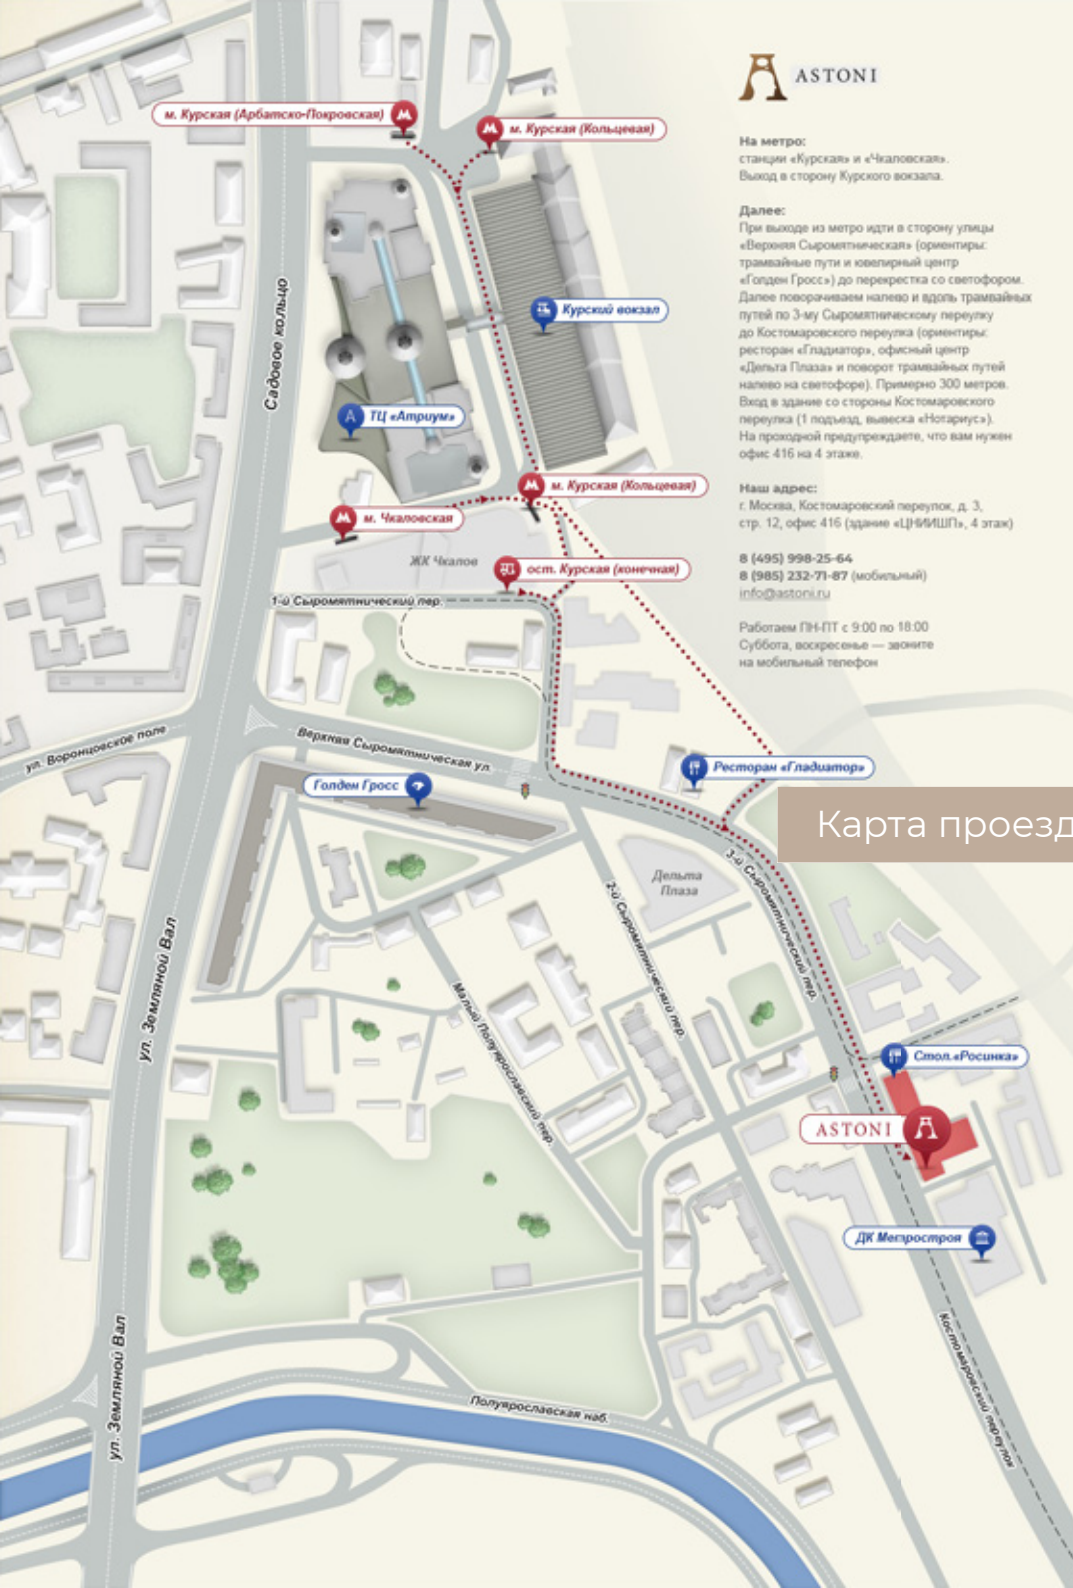 ASTONI
На метро:
станции «Курская» и «Чкаловская».
Выход в сторону Курского вокзала.
Далее:
При выходе из метро идти в сторону улицы
«Верхняя Сыромятническая» (ориентиры:
трамвайные пути и ювелирный центр
«Голден Гросс») до перекрестка со светофором.
Далее поворачиваем налево и вдоль трамвайных
путей по 3-му Сыромятническому переулку
до Костомаровского переулка (ориентиры:
ресторан «Гладиатор», офисный центр
«Дельта Плаза» и поворот трамвайных путей
налево на светофоре). Примерно 300 метров.
Вход в здание со стороны Костомаровского
переулка (1 подъезд, вывеска «Нотариус»).
На проходной предупреждаете, что вам нужен
офис 416 на 4 этаже.
Наш адрес:
г. Москва, Костомаровский переулок, д. 3,
стр. 12, офис 416 (здание «ЦНИИШП», 4 этаж)
8 (495) 998-25-64
8 (985) 232-71-87 (мобильный)
info@astoni.ru
Работаем ПН-ПТ с 9:00 по 18:00
Суббота, воскресенье — звоните
на мобильный телефон
м. Курская (Арбатско-Покровская)
м. Курская (Кольцевая)
Садовое кольцо
Курский вокзал
ТЦ «Атриум»
м. Курская (Кольцевая)
м. Чкаловская
ЖК Чкалов
ост. Курская (конечная)
1-й Сыромятнический пер.
ул. Воронцовское поле
Верхняя Сыромятническая ул.
Голден Гросс
Ресторан «Гладиатор»
Карта проезд
Дельта
Плаза
3-й Сыромятнический пер.
2-й Сыромятнический пер.
ул. Земляной Вал
Малый Полуярославский пер.
Стол.«Росинка»
ASTONI
ДК Метростроя
Костомаровский переулок
ул. Земляной Вал
Полуярославская наб.